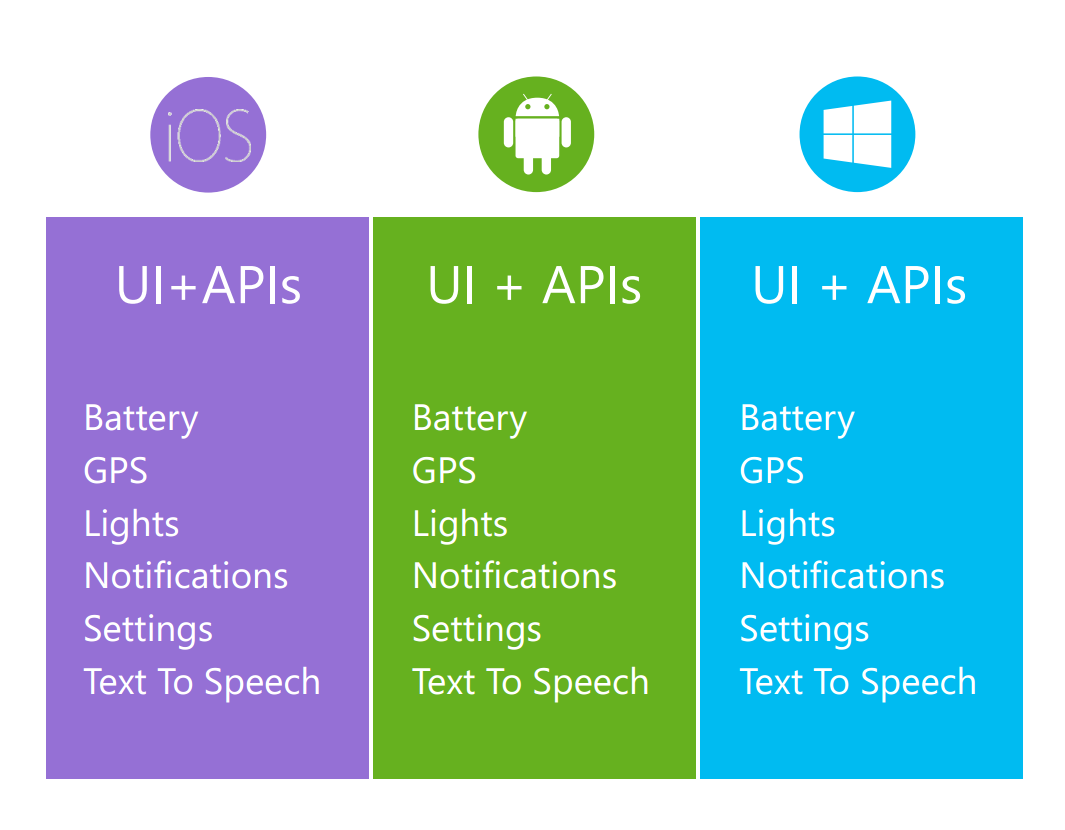 iOS
UI+APIs
Battery
GPS
Lights
Notifications
Settings
Text To Speech
UI + APIs
Battery
GPS
Lights
Notifications
Settings
Text To Speech
UI + APIs
Battery
GPS
Lights
Notifications
Settings
Text To Speech